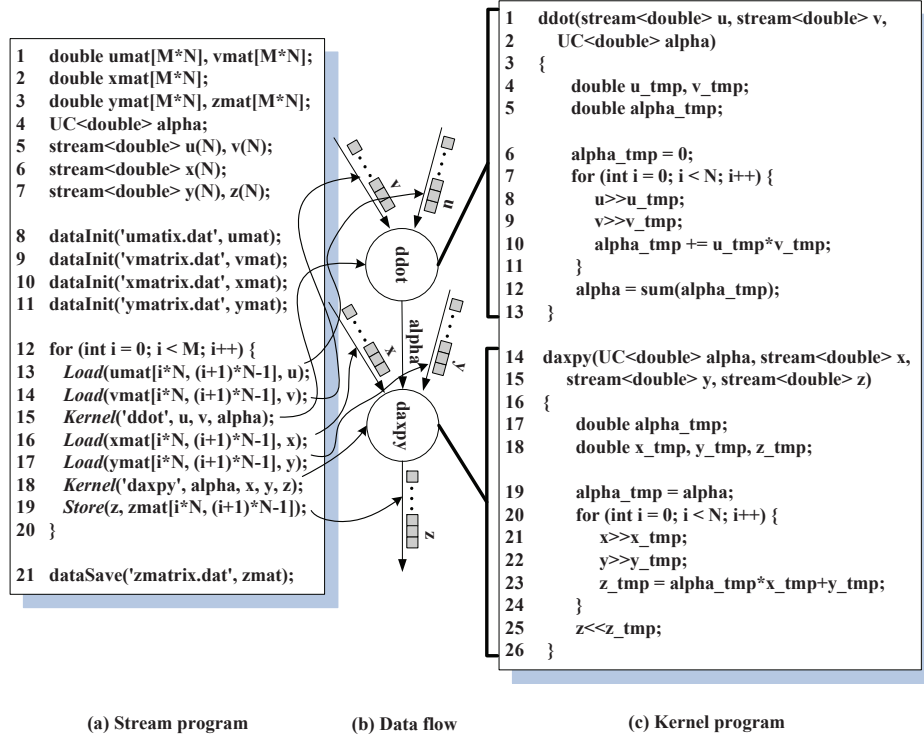 1 double umat[M*N], vmat[M*N];
2 double xmat[M*N];
3 double ymat[M*N], zmat[M*N];
4 UC<double> alpha;
5 stream<double> u(N), v(N);
6 stream<double> x(N);
7 stream<double> y(N), z(N);
8 dataInit('umatix.dat', umat);
9 dataInit('vmatrix.dat', vmat);
10 dataInit('xmatrix.dat', xmat);
11 dataInit('ymatrix.dat', ymat);
12 for (int i = 0; i < M; i++) {
13 Load(umat[i*N, (i+1)*N-1], u);
14 Load(vmat[i*N, (i+1)*N-1], v);
15 Kernel('ddot', u, v, alpha);
16 Load(xmat[i*N, (i+1)*N-1], x);
17 Load(ymat[i*N, (i+1)*N-1], y);
18 Kernel('daxpy', alpha, x, y, z);
19 Store(z, zmat[i*N, (i+1)*N-1]);
20 }
21 dataSave('zmatrix.dat', zmat);
(a) Stream program
v
u
ddot
alpha
x
y
daxpy
z
(b) Data flow
1 ddot(stream<double> u, stream<double> v,
2 UC<double> alpha)
3 {
4 double u_tmp, v_tmp;
5 double alpha_tmp;
6 alpha_tmp = 0;
7 for (int i = 0; i < N; i++) {
8 u>>u_tmp;
9 v>>v_tmp;
10 alpha_tmp += u_tmp*v_tmp;
11 }
12 alpha = sum(alpha_tmp);
13 }
14 daxpy(UC<double> alpha, stream<double> x,
15 stream<double> y, stream<double> z)
16 {
17 double alpha_tmp;
18 double x_tmp, y_tmp, z_tmp;
19 alpha_tmp = alpha;
20 for (int i = 0; i < N; i++) {
21 x>>x_tmp;
22 y>>y_tmp;
23 z_tmp = alpha_tmp*x_tmp+y_tmp;
24 }
25 z<<z_tmp;
26 }
(c) Kernel program